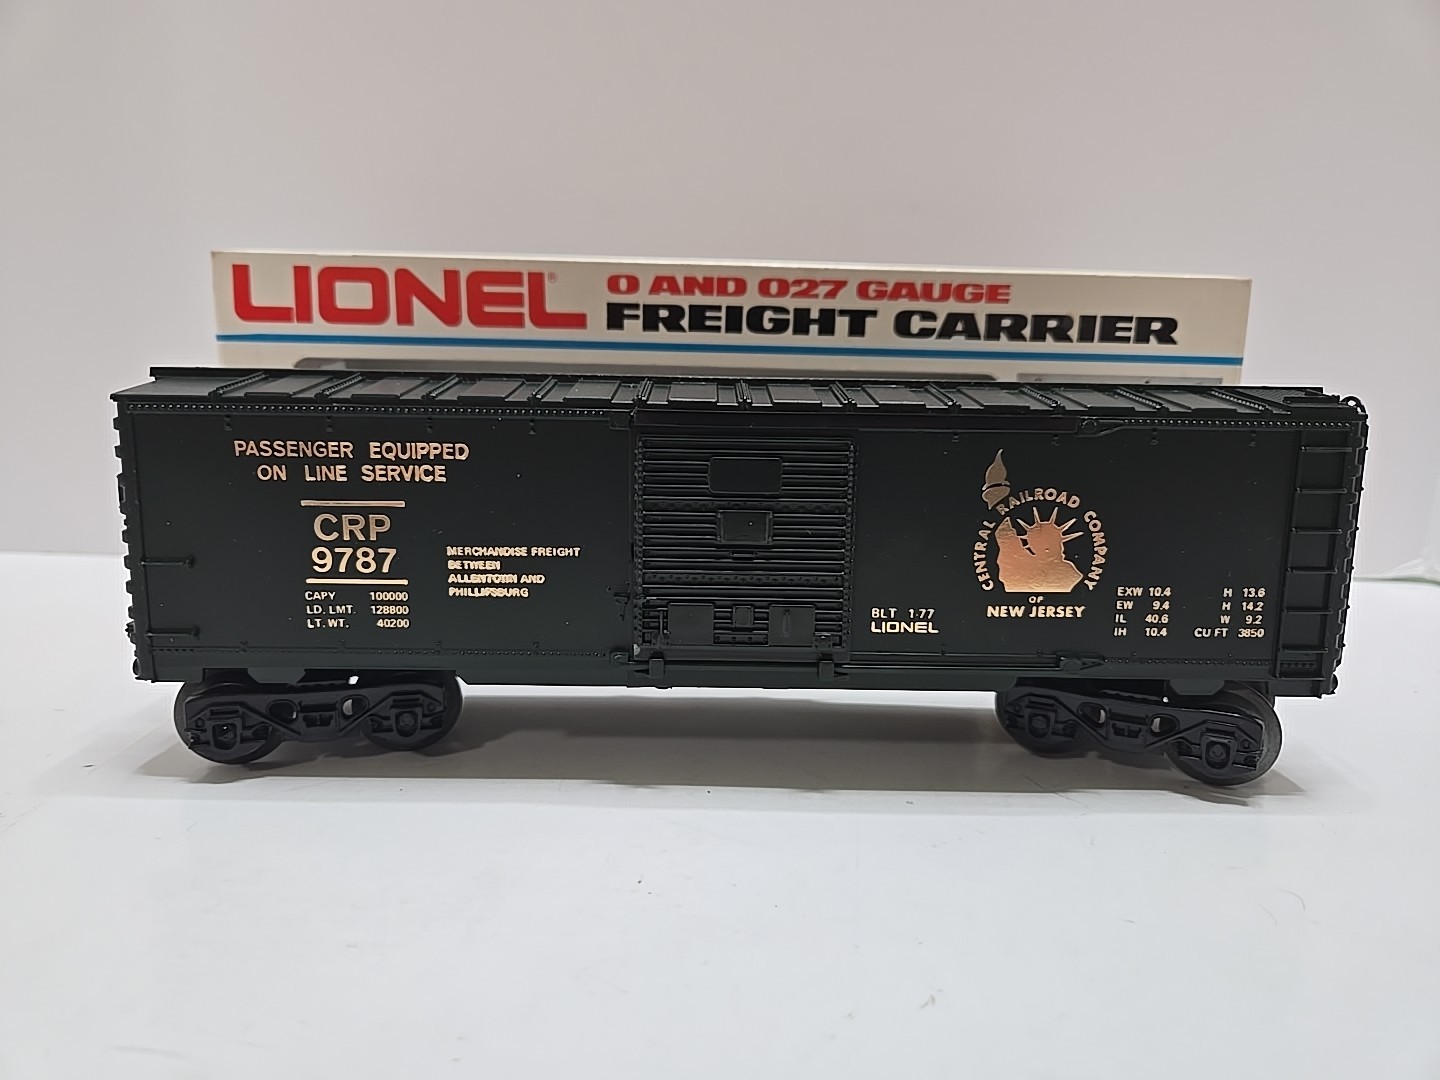 LIONEL®
O AND O27 GAUGE
FREIGHT CARRIER
PASSENGER EQUIPPED
ON LINE SERVICE
CRP
9787
CAPY 100000
LD. LMT. 128800
LT. WT. 40200
MERCHANDISE FREIGHT
BETWEEN
ALLENTOWN AND
PHILLIPSBURG
BLT 1-77
LIONEL
CENTRAL RAILROAD COMPANY
OF
NEW JERSEY
EXW 10.4 H 13.6
EW 9.4 H 14.2
IL 40.6 W 9.2
IH 10.4 CU FT 3850